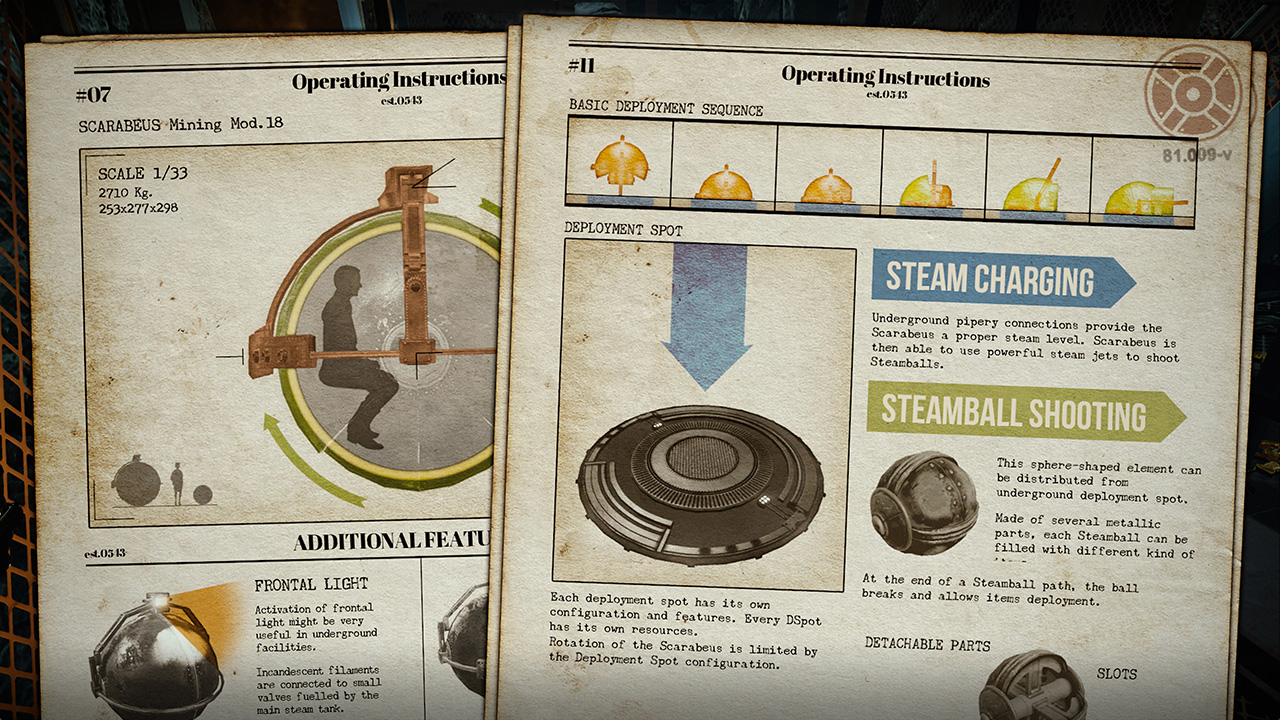 #07
Operating Instructions
est.0543
SCARABEUS Mining Mod.18
SCALE 1/33
2710 Kg.
253x277x298
est.0543
ADDITIONAL FEATU
FRONTAL LIGHT
Activation of frontal
light might be very
useful in underground
facilities.
Incandescent filaments
are connected to small
valves fuelled by the
main steam tank.
#11
Operating Instructions
est.0543
81.009-v
BASIC DEPLOYMENT SEQUENCE
DEPLOYMENT SPOT
Each deployment spot has its own
configuration and features. Every DSpot
has its own resources.
Rotation of the Scarabeus is limited by
the Deployment Spot configuration.
STEAM CHARGING
Underground pipery connections provide the
Scarabeus a proper steam level. Scarabeus is
then able to use powerful steam jets to shoot
Steamballs.
STEAMBALL SHOOTING
This sphere-shaped element can
be distributed from
underground deployment spot.
Made of several metallic
parts, each Steamball can be
filled with different kind of
At the end of a Steamball path, the ball
breaks and allows items deployment.
DETACHABLE PARTS
SLOTS